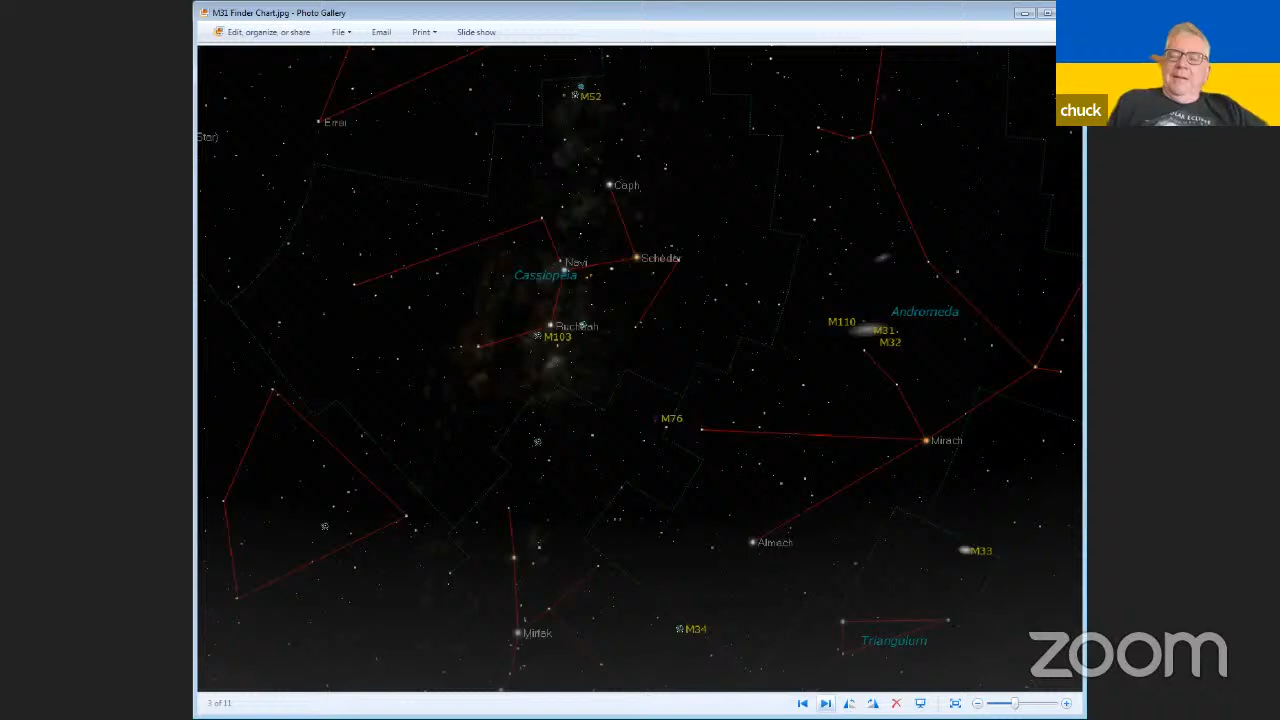 M31 Finder Chart.jpg - Photo Gallery
Edit, organize, or share File Email Print Slide show
chuck
M52
Errai
Star)
Caph
Navi
Schedar
Cassiopeia
Andromeda
M110
M31
M32
Ruchbah
M103
M76
Mirach
Almach
M33
M34
Mirfak
Triangulum
zoom
3 of 11